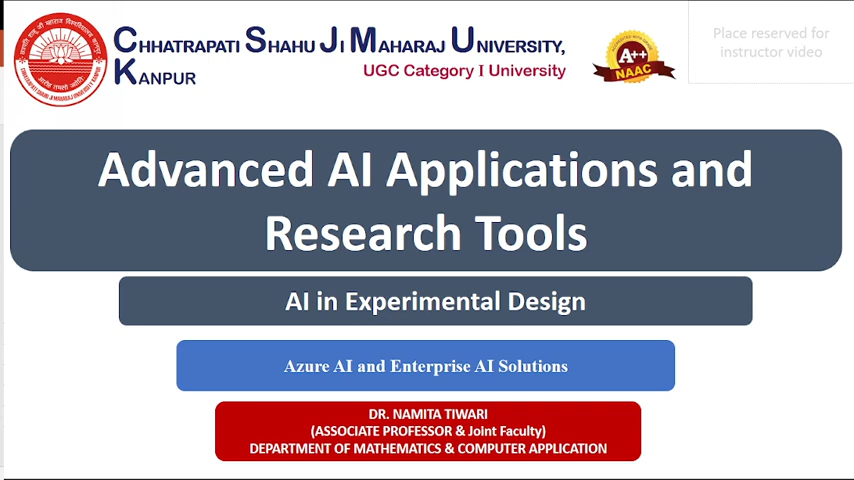 CHHATRAPATI SHAHU JI MAHARAJ UNIVERSITY,
KANPUR
UGC Category I University
A++
NAAC
Place reserved for
instructor video
Advanced AI Applications and
Research Tools
AI in Experimental Design
Azure AI and Enterprise AI Solutions
DR. NAMITA TIWARI
(ASSOCIATE PROFESSOR & Joint Faculty)
DEPARTMENT OF MATHEMATICS & COMPUTER APPLICATION